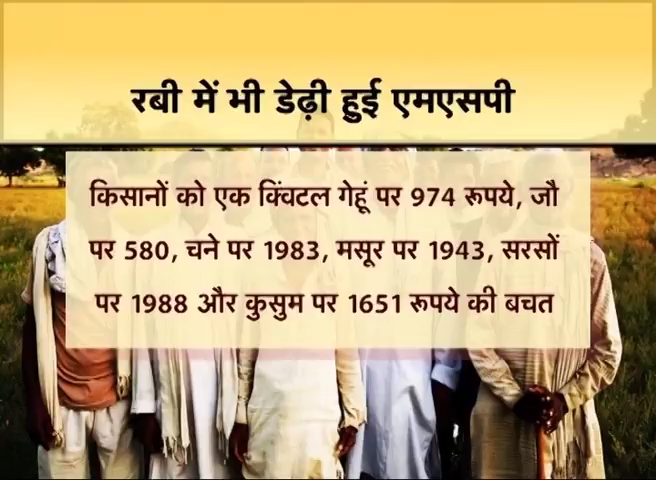 रबी में भी डेढ़ी हुई एमएसपी
किसानों को एक क्विंटल गेहूं पर 974 रूपये, जौ
पर 580, चने पर 1983, मसूर पर 1943, सरसों
पर 1988 और कुसुम पर 1651 रूपये की बचत